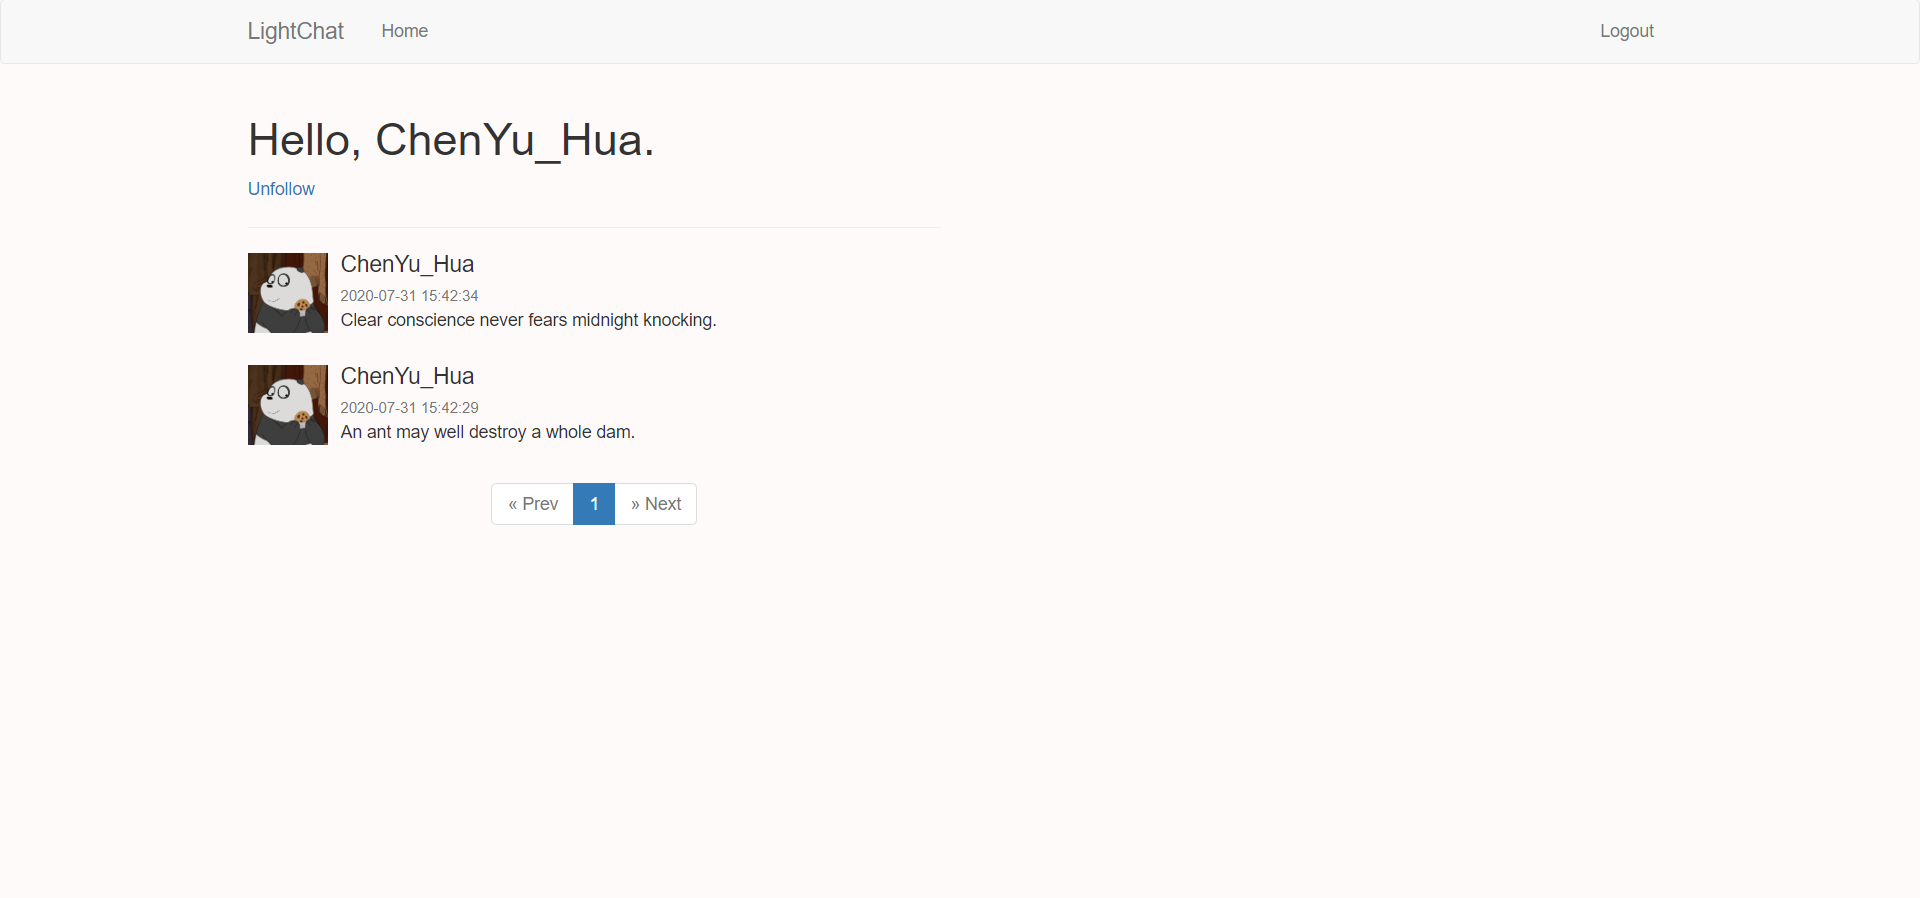 LightChat Home Logout
Hello, ChenYu_Hua.
Unfollow
ChenYu_Hua
2020-07-31 15:42:34
Clear conscience never fears midnight knocking.
ChenYu_Hua
2020-07-31 15:42:29
An ant may well destroy a whole dam.
« Prev 1 » Next